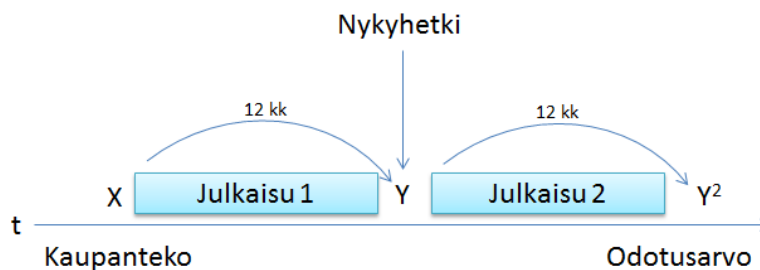 Nykyhetki
12 kk
12 kk
X
Julkaisu 1
Y
Julkaisu 2
Y²
t
Kaupanteko
Odotusarvo